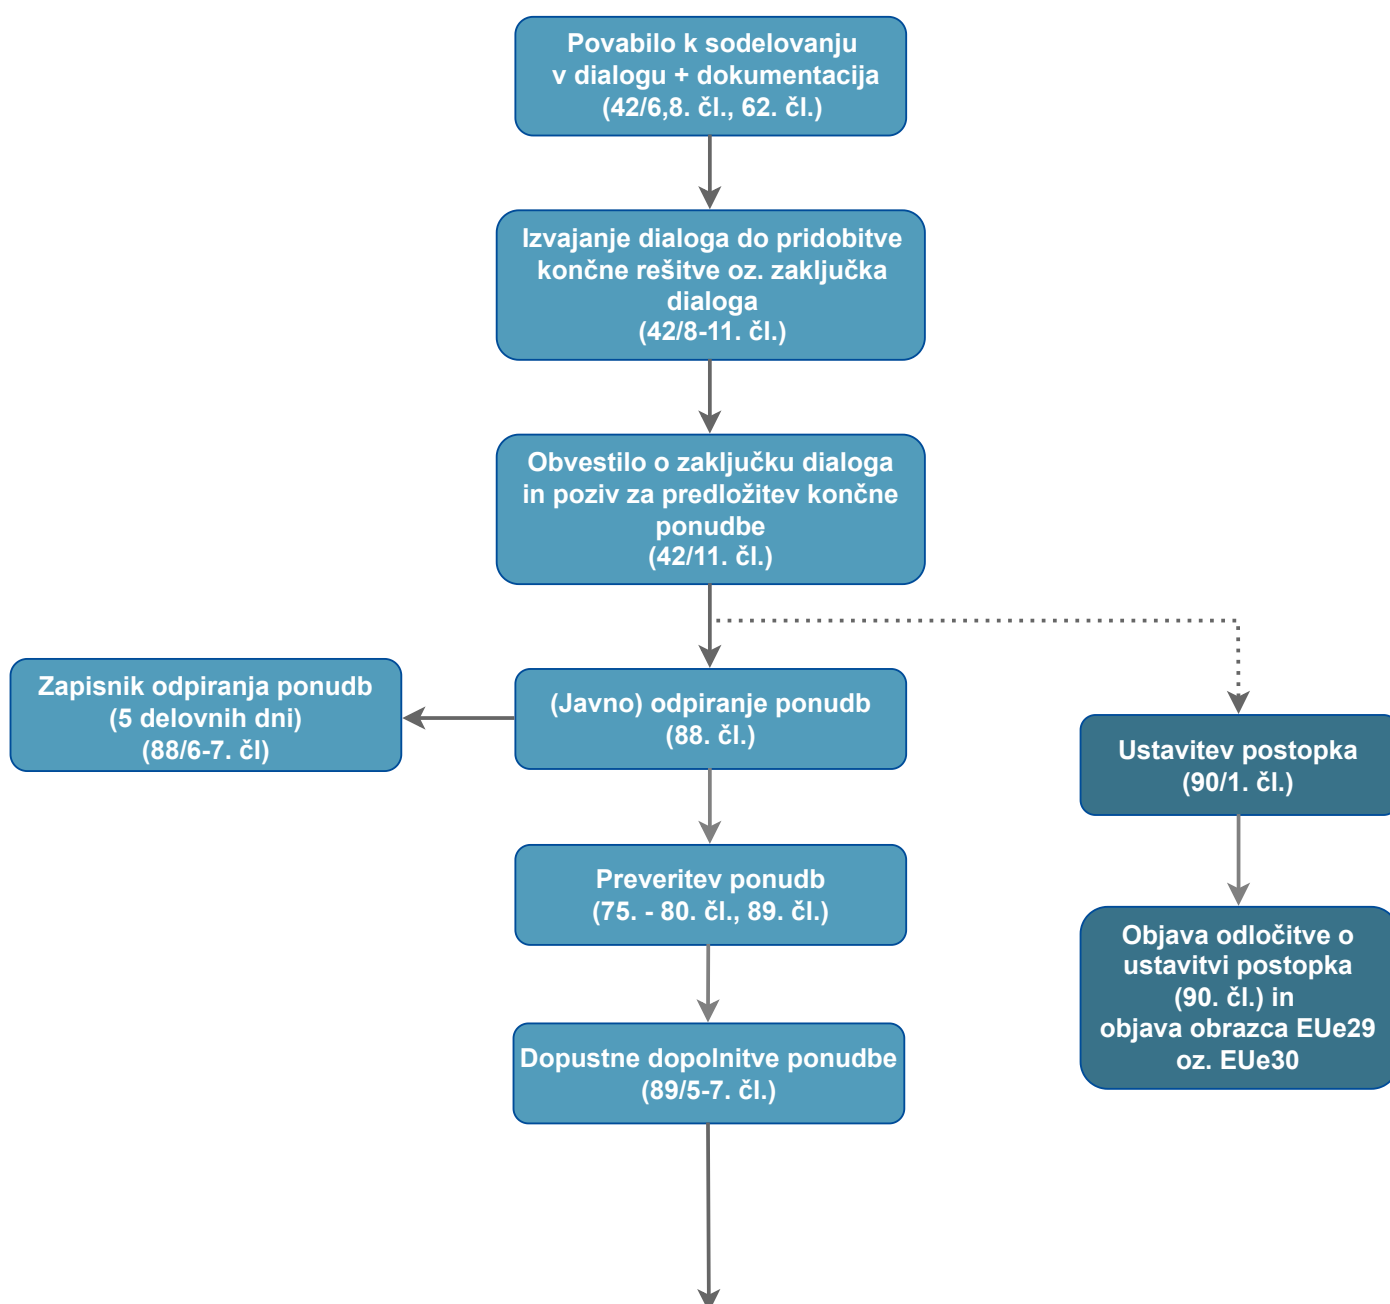 Povabilo k sodelovanju
v dialogu + dokumentacija
(42/6,8. čl., 62. čl.)
Izvajanje dialoga do pridobitve
končne rešitve oz. zaključka
dialoga
(42/8-11. čl.)
Obvestilo o zaključku dialoga
in poziv za predložitev končne
ponudbe
(42/11. čl.)
Zapisnik odpiranja ponudb
(5 delovnih dni)
(88/6-7. čl)
(Javno) odpiranje ponudb
(88. čl.)
Ustavitev postopka
(90/1. čl.)
Preveritev ponudb
(75. - 80. čl., 89. čl.)
Objava odločitve o
ustavitvi postopka
(90. čl.) in
objava obrazca EUe29
oz. EUe30
Dopustne dopolnitve ponudbe
(89/5-7. čl.)